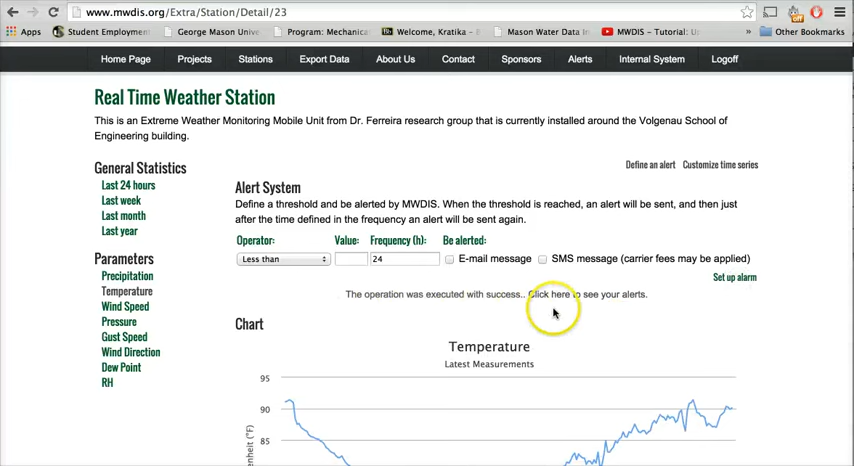 www.mwdis.org/Extra/Station/Detail/23
Apps Student Employment George Mason Unive Program: Mechanica Welcome, Kratika – B Mason Water Data In MWDIS - Tutorial: Us » Other Bookmarks
Home Page Projects Stations Export Data About Us Contact Sponsors Alerts Internal System Logoff
Real Time Weather Station
This is an Extreme Weather Monitoring Mobile Unit from Dr. Ferreira research group that is currently installed around the Volgenau School of
Engineering building.
General Statistics
Last 24 hours
Last week
Last month
Last year
Parameters
Precipitation
Temperature
Wind Speed
Pressure
Gust Speed
Wind Direction
Dew Point
RH
Define an alert Customize time series
Alert System
Define a threshold and be alerted by MWDIS. When the threshold is reached, an alert will be sent, and then just
after the time defined in the frequency an alert will be sent again.
Operator: Value: Frequency (h): Be alerted:
Less than 24 E-mail message SMS message (carrier fees may be applied)
Set up alarm
The operation was executed with success.. Click here to see your alerts.
Chart
Temperature
Latest Measurements
95
90
85
enheit (°F)